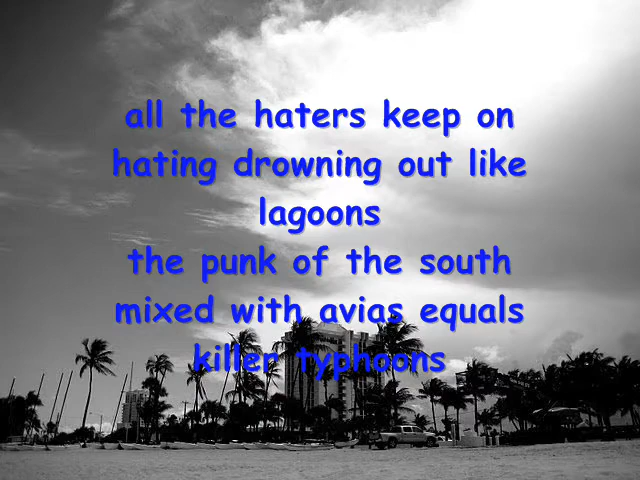 all the haters keep on
hating drowning out like
lagoons
the punk of the south
mixed with avias equals
killer typhoons